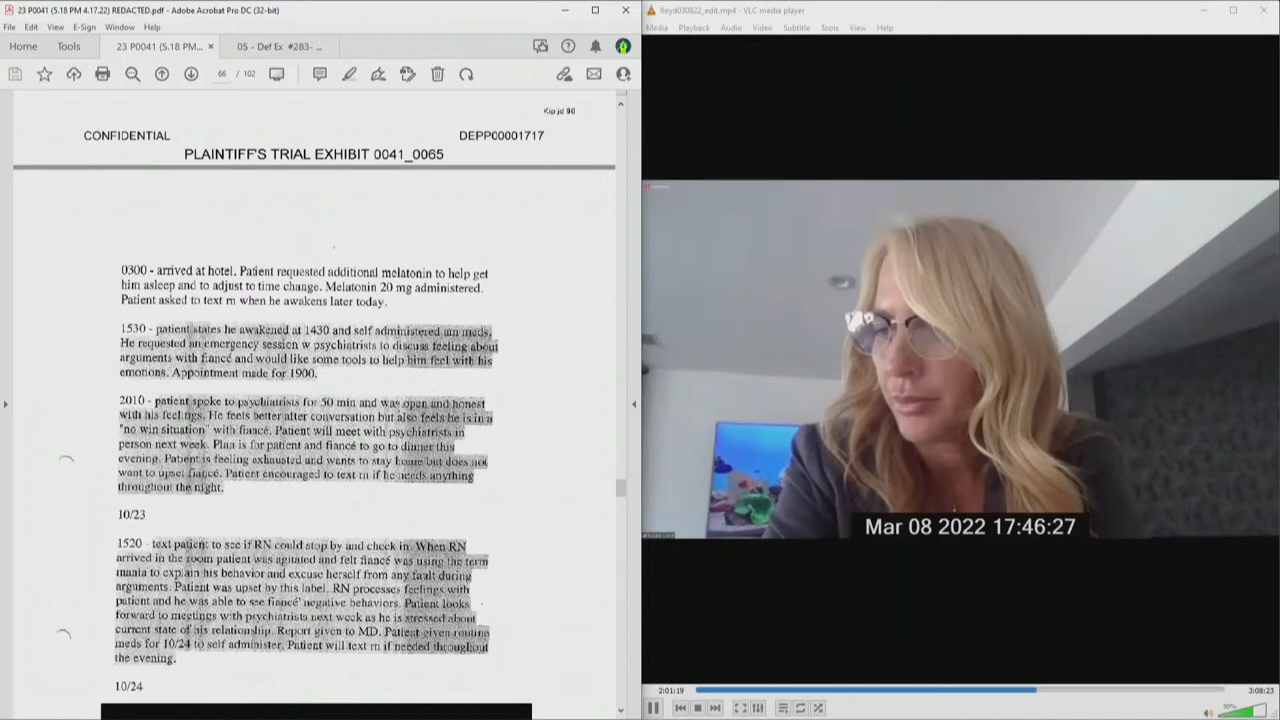 23 P0041 (5.18 PM 4.17.22) REDACTED.pdf - Adobe Acrobat Pro DC (32-bit)
File Edit View E-Sign Window Help
Home Tools 23 P0041 (5.18 PM... × 05 - Def Ex #283- ...
66 / 102
90
CONFIDENTIAL DEPP00001717
PLAINTIFF'S TRIAL EXHIBIT 0041_0065
0300 - arrived at hotel. Patient requested additional melatonin to help get
him asleep and to adjust to time change. Melatonin 20 mg administered.
Patient asked to text rn when he awakens later today.
1530 - patient states he awakened at 1430 and self administered am meds.
He requested an emergency session w psychiatrists to discuss feeling about
arguments with fiancé and would like some tools to help him feel with his
emotions. Appointment made for 1900.
2010 - patient spoke to psychiatrists for 50 min and was open and honest
with his feelings. He feels better after conversation but also feels he is in a
"no win situation" with fiancé. Patient will meet with psychiatrists in
person next week. Plan is for patient and fiancé to go to dinner this
evening. Patient is feeling exhausted and wants to stay home but does not
want to upset fiancé. Patient encouraged to text rn if he needs anything
throughout the night.
10/23
1520 - text patient to see if RN could stop by and check in. When RN
arrived in the room patient was agitated and felt fiancé was using the term
mania to explain his behavior and excuse herself from any fault during
arguments. Patient was upset by this label. RN processes feelings with
patient and he was able to see fiancé' negative behaviors. Patient looks
forward to meetings with psychiatrists next week as he is stressed about
current state of his relationship. Report given to MD. Patient given routine
meds for 10/24 to self administer. Patient will text rn if needed throughout
the evening.
10/24
lloyd030822_edit.mp4 - VLC media player
Media Playback Audio Video Subtitle Tools View Help
Mar 08 2022 17:46:27
2:01:19 3:08:23